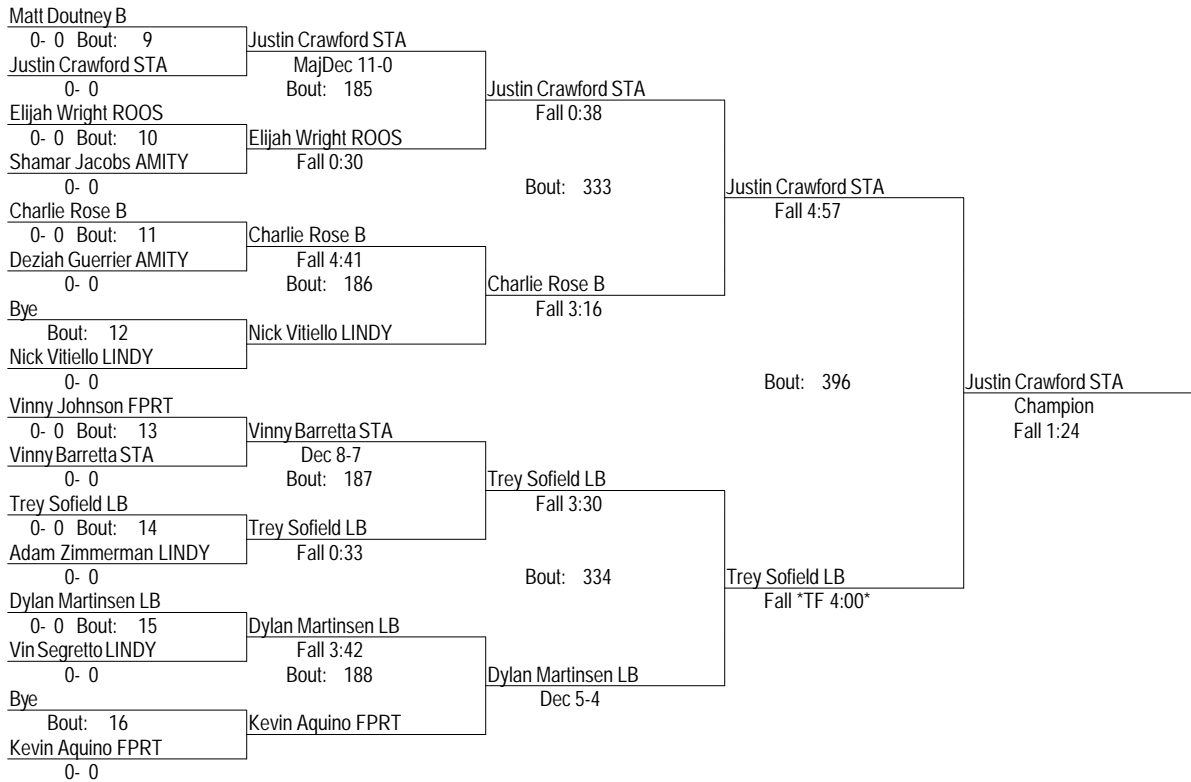 Matt Doutney B
0- 0 Bout: 9
Justin Crawford STA
0- 0
Elijah Wright ROOS
0- 0 Bout: 10
Shamar Jacobs AMITY
0- 0
Charlie Rose B
0- 0 Bout: 11
Deziah Guerrier AMITY
0- 0
Bye
Bout: 12
Nick Vitiello LINDY
0- 0
Vinny Johnson FPRT
0- 0 Bout: 13
Vinny Barretta STA
0- 0
Trey Sofield LB
0- 0 Bout: 14
Adam Zimmerman LINDY
0- 0
Dylan Martinsen LB
0- 0 Bout: 15
Vin Segretto LINDY
0- 0
Bye
Bout: 16
Kevin Aquino FPRT
0- 0
Justin Crawford STA
MajDec 11-0
Bout: 185
Elijah Wright ROOS
Fall 0:30
Charlie Rose B
Fall 4:41
Bout: 186
Nick Vitiello LINDY
Vinny Barretta STA
Dec 8-7
Bout: 187
Trey Sofield LB
Fall 0:33
Dylan Martinsen LB
Fall 3:42
Bout: 188
Kevin Aquino FPRT
Justin Crawford STA
Fall 0:38
Bout: 333
Charlie Rose B
Fall 3:16
Trey Sofield LB
Fall 3:30
Bout: 334
Dylan Martinsen LB
Dec 5-4
Justin Crawford STA
Fall 4:57
Bout: 396
Trey Sofield LB
Fall *TF 4:00*
Justin Crawford STA
Champion
Fall 1:24